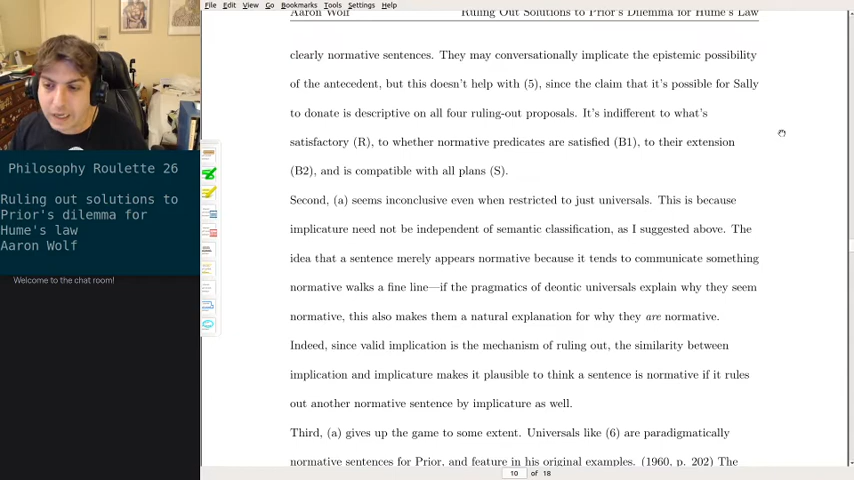 File Edit View Go Bookmarks Tools Settings Help
Aaron Wolf Ruling Out Solutions to Prior's Dilemma for Hume's Law
clearly normative sentences. They may conversationally implicate the epistemic possibility
of the antecedent, but this doesn't help with (5), since the claim that it's possible for Sally
to donate is descriptive on all four ruling-out proposals. It's indifferent to what's
satisfactory (R), to whether normative predicates are satisfied (B1), to their extension
(B2), and is compatible with all plans (S).
Second, (a) seems inconclusive even when restricted to just universals. This is because
implicature need not be independent of semantic classification, as I suggested above. The
idea that a sentence merely appears normative because it tends to communicate something
normative walks a fine line—if the pragmatics of deontic universals explain why they seem
normative, this also makes them a natural explanation for why they are normative.
Indeed, since valid implication is the mechanism of ruling out, the similarity between
implication and implicature makes it plausible to think a sentence is normative if it rules
out another normative sentence by implicature as well.
Third, (a) gives up the game to some extent. Universals like (6) are paradigmatically
normative sentences for Prior, and feature in his original examples. (1960, p. 202) The
10 of 18
Philosophy Roulette 26
Ruling out solutions to
Prior's dilemma for
Hume's law
Aaron Wolf
Welcome to the chat room!